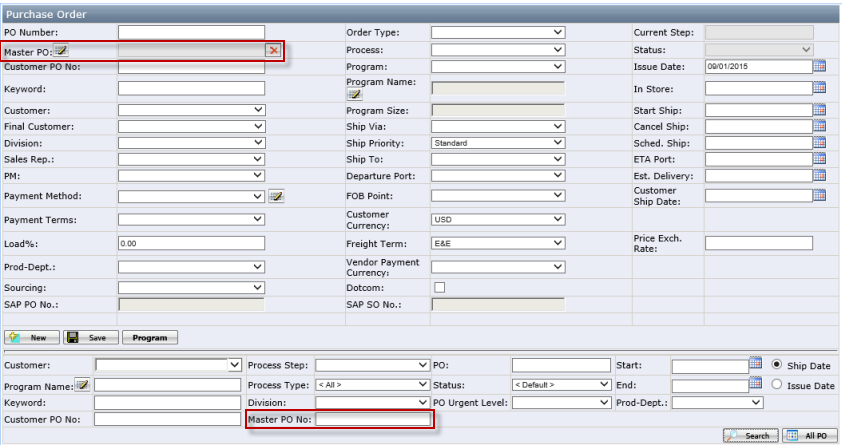 Purchase Order
PO Number: Order Type: Current Step:
Master PO: Process: Status:
Customer PO No: Program: Issue Date: 09/01/2015
Keyword: Program Name: In Store:
Customer: Program Size: Start Ship:
Final Customer: Ship Via: Cancel Ship:
Division: Ship Priority: Standard Sched. Ship:
Sales Rep.: Ship To: ETA Port:
PM: Departure Port: Est. Delivery:
Payment Method: FOB Point: Customer Ship Date:
Payment Terms: Customer Currency: USD
Load%: 0.00 Freight Term: E&E Price Exch. Rate:
Prod-Dept.: Vendor Payment Currency:
Sourcing: Dotcom:
SAP PO No.: SAP SO No.:
New Save Program
Customer: Process Step: PO: Start: Ship Date
Program Name: Process Type: < All > Status: < Default > End: Issue Date
Keyword: Division: PO Urgent Level: Prod-Dept.:
Customer PO No: Master PO No:
Search All PO